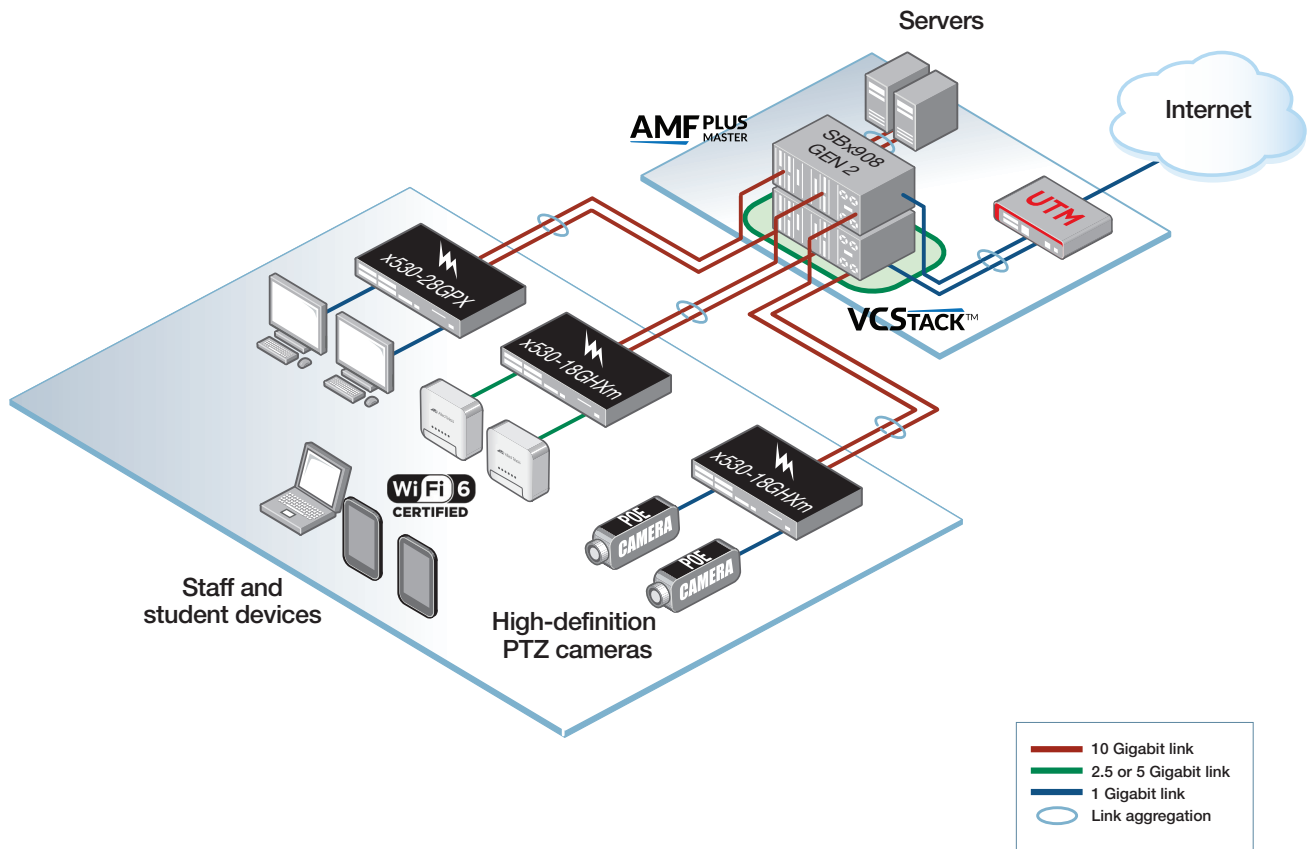 Servers
Internet
AMF PLUS
MASTER
SBx908
GEN 2
UTM
VCSTACK™
x530-28GPX
x530-18GHXm
x530-18GHXm
Wi Fi 6
CERTIFIED
POE
CAMERA
POE
CAMERA
Staff and
student devices
High-definition
PTZ cameras
10 Gigabit link
2.5 or 5 Gigabit link
1 Gigabit link
Link aggregation